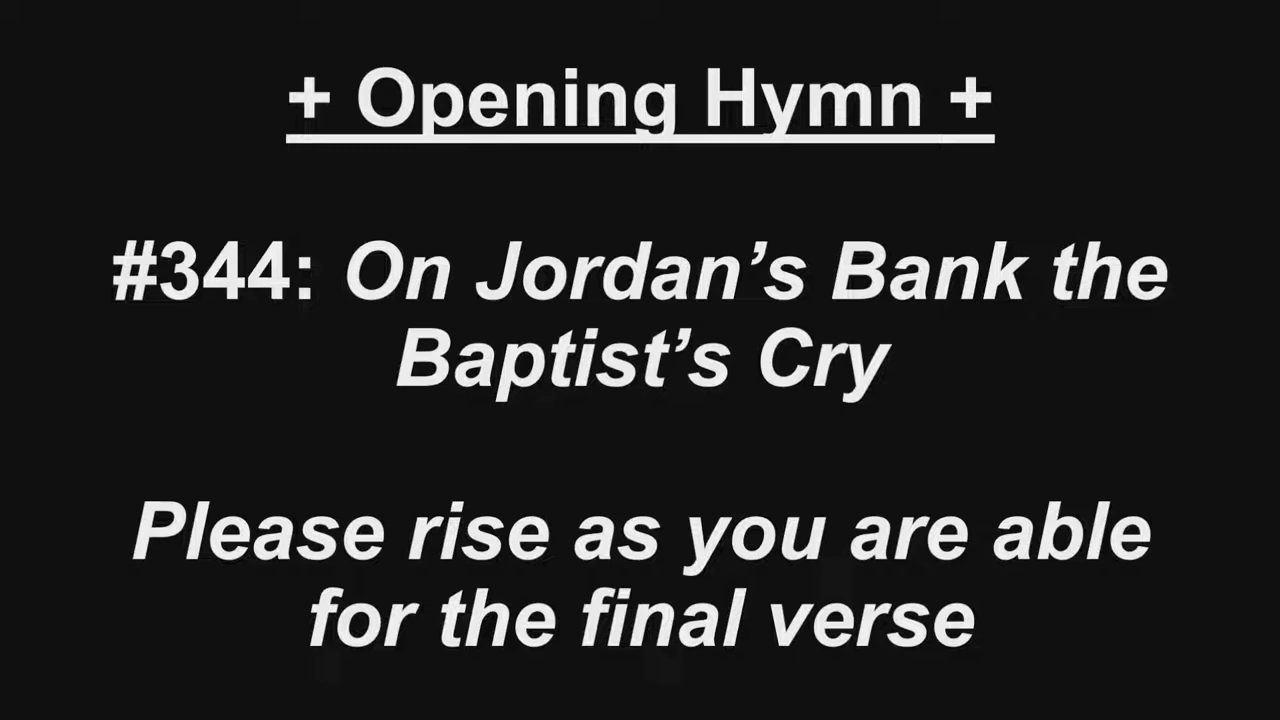 + Opening Hymn +
#344: On Jordan’s Bank the
Baptist’s Cry
Please rise as you are able
for the final verse